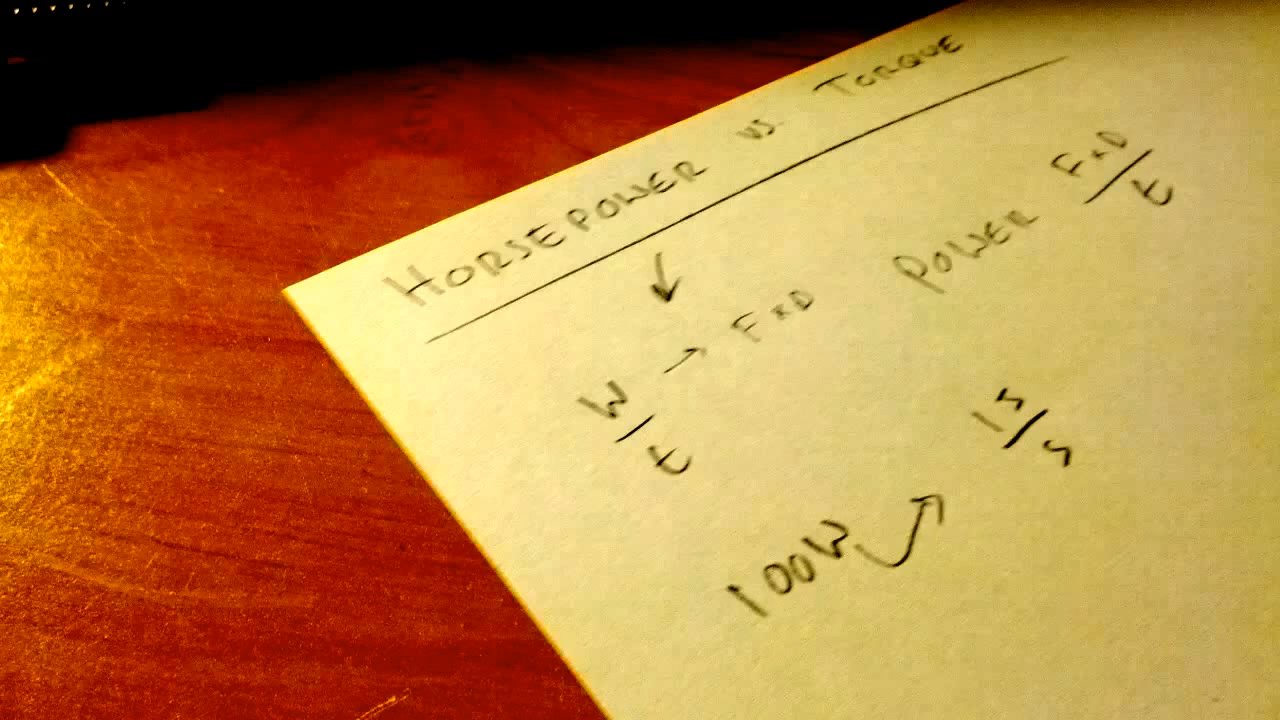 HORSEPOWER vs. TORQUE
↓
W/t → F×D POWER F×D/t
100W 1J/s